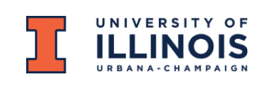 UNIVERSITY OF
I ILLINOIS
URBANA-CHAMPAIGN